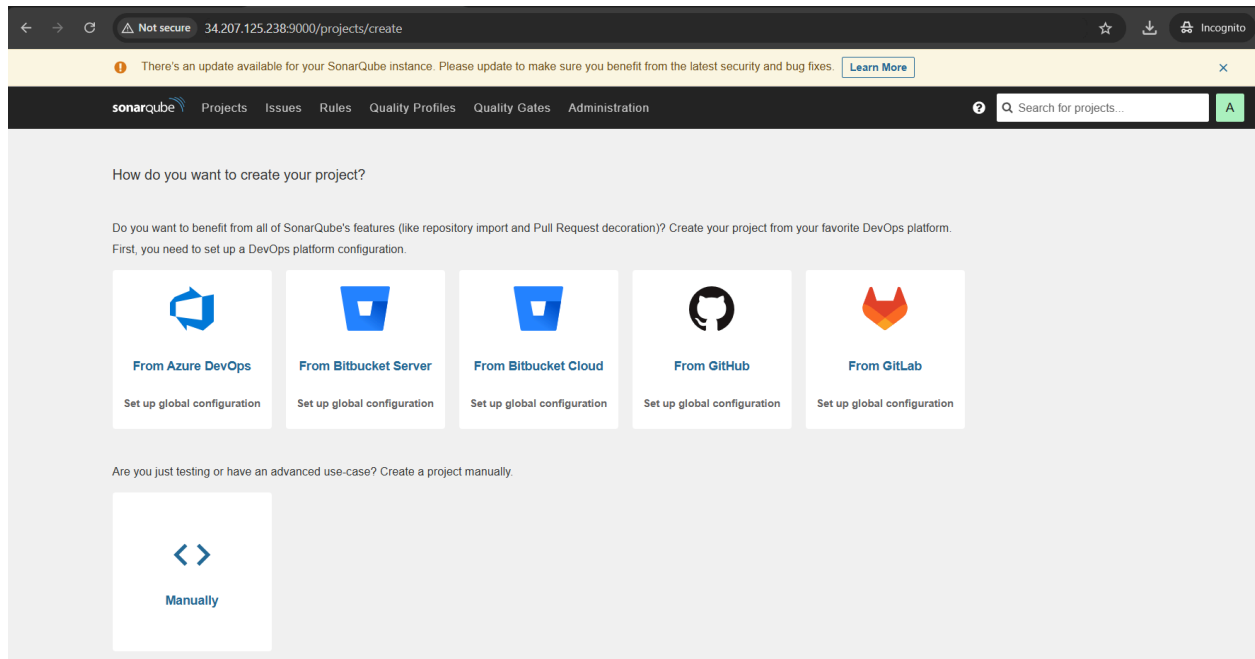 Not secure 34.207.125.238:9000/projects/create Incognito
There's an update available for your SonarQube instance. Please update to make sure you benefit from the latest security and bug fixes. Learn More
sonarqube Projects Issues Rules Quality Profiles Quality Gates Administration ? Search for projects... A
How do you want to create your project?
Do you want to benefit from all of SonarQube's features (like repository import and Pull Request decoration)? Create your project from your favorite DevOps platform.
First, you need to set up a DevOps platform configuration.
From Azure DevOps From Bitbucket Server From Bitbucket Cloud From GitHub From GitLab
Set up global configuration Set up global configuration Set up global configuration Set up global configuration Set up global configuration
Are you just testing or have an advanced use-case? Create a project manually.
Manually